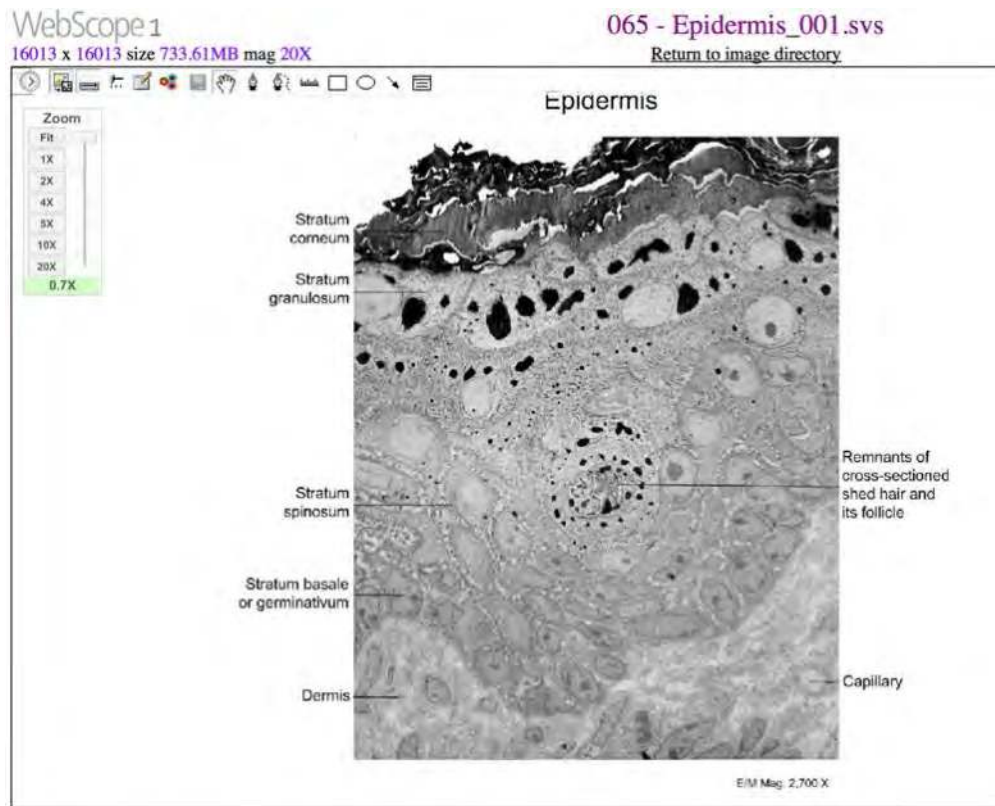 WebScope 1
065 - Epidermis_001.svs
16013 x 16013 size 733.61MB mag 20X
Return to image directory
Zoom
Fit
1X
2X
4X
5X
10X
20X
0.7X
Epidermis
Stratum
corneum
Stratum
granulosum
Stratum
spinosum
Stratum basale
or germinativum
Dermis
Remnants of
cross-sectioned
shed hair and
its follicle
Capillary
E/M Mag. 2,700 X